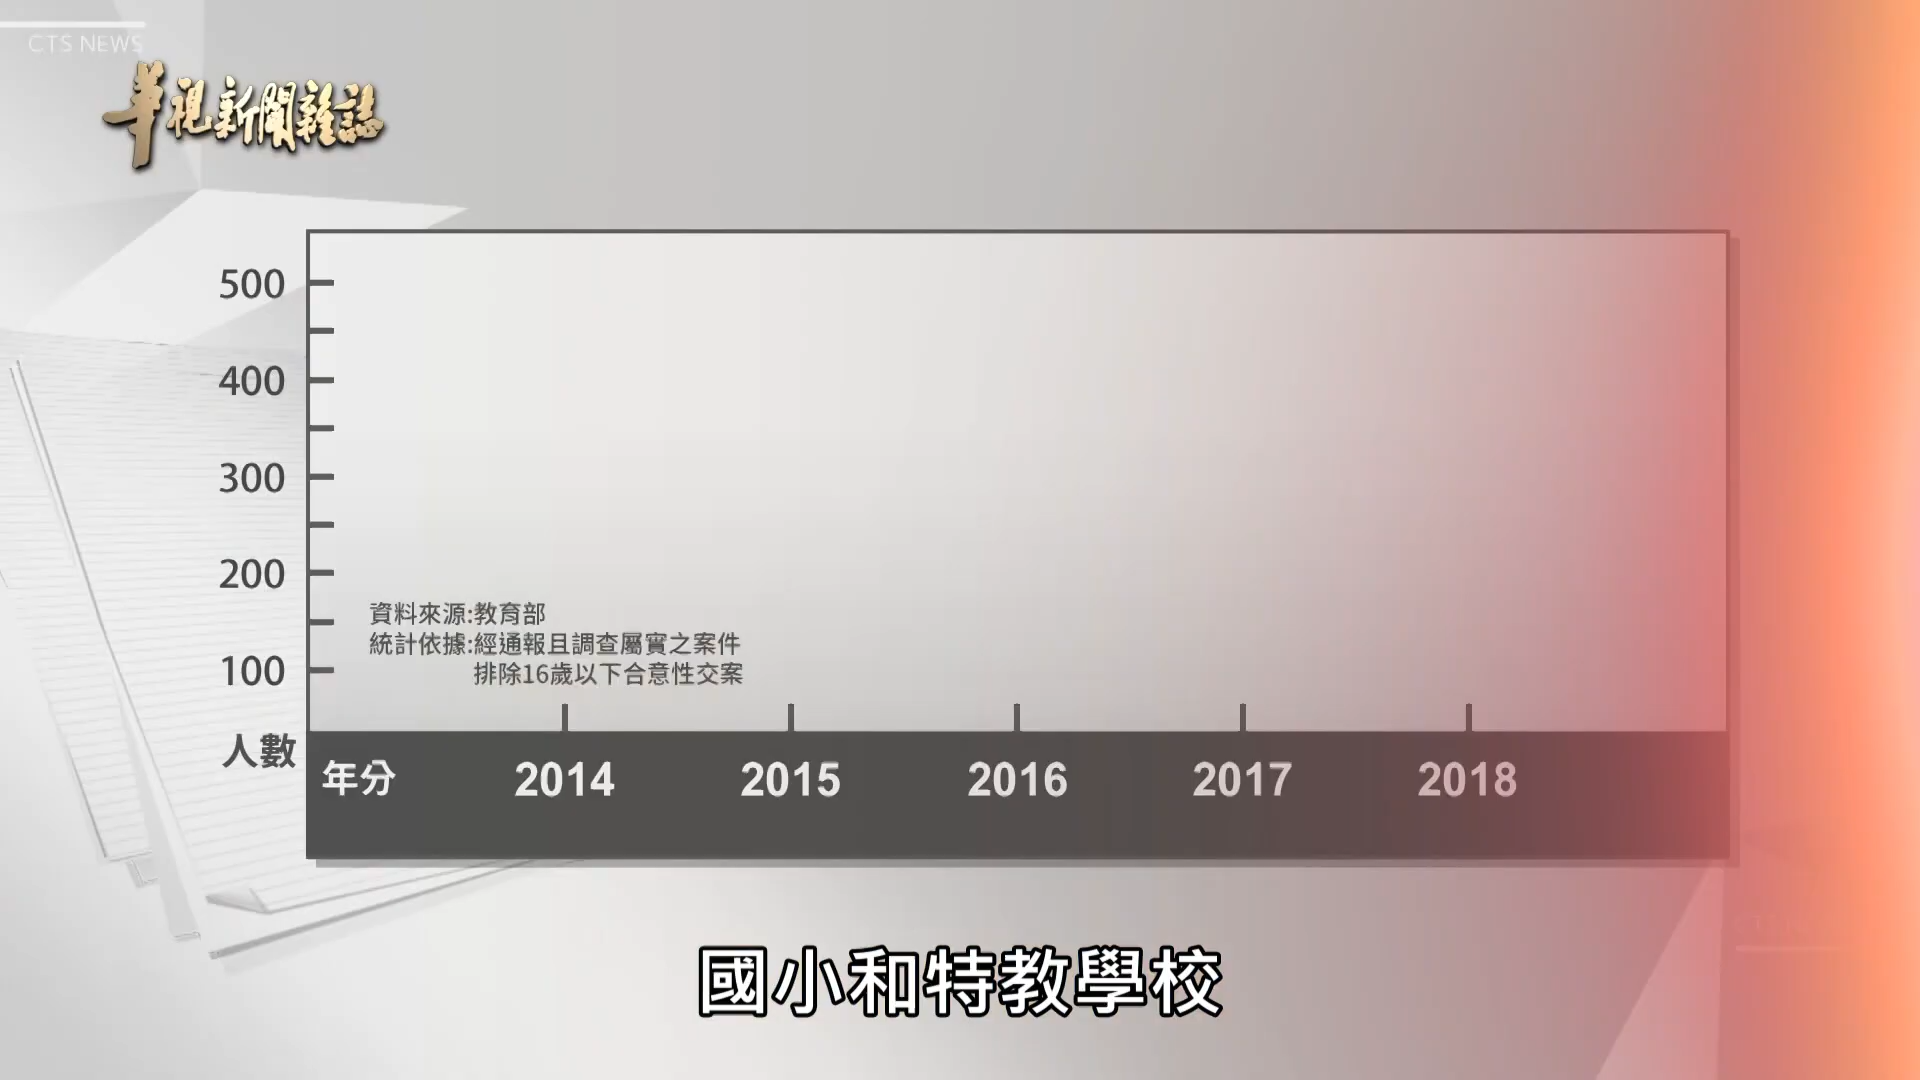 CTS NEWS
華視新聞雜誌
500
400
300
200
資料來源:教育部
統計依據:經通報且調查屬實之案件
100
排除16歲以下合意性交案
人數
年分 2014 2015 2016 2017 2018
國小和特教學校